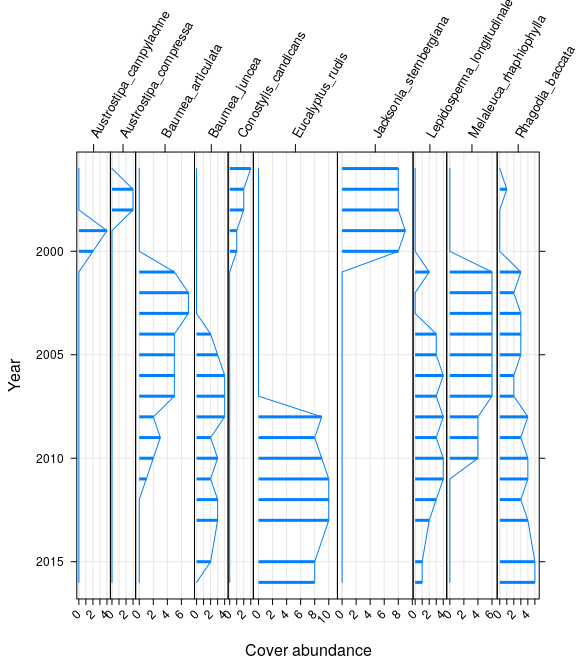 Austrostipa_campylachne
Austrostipa_compressa
Baumea_articulata
Baumea_juncea
Conostylis_candicans
Eucalyptus_rudis
Jacksonia_sternbergiana
Lepidosperma_longitudinale
Melaleuca_rhaphiophylla
Rhagodia_baccata
2000
2005
2010
2015
Year
0 2 4 6 0 2 0 2 4 6 0 2 4 0 2 0 2 4 6 8 10 0 2 4 6 8 0 2 4 0 2 4 6 0 2 4
Cover abundance